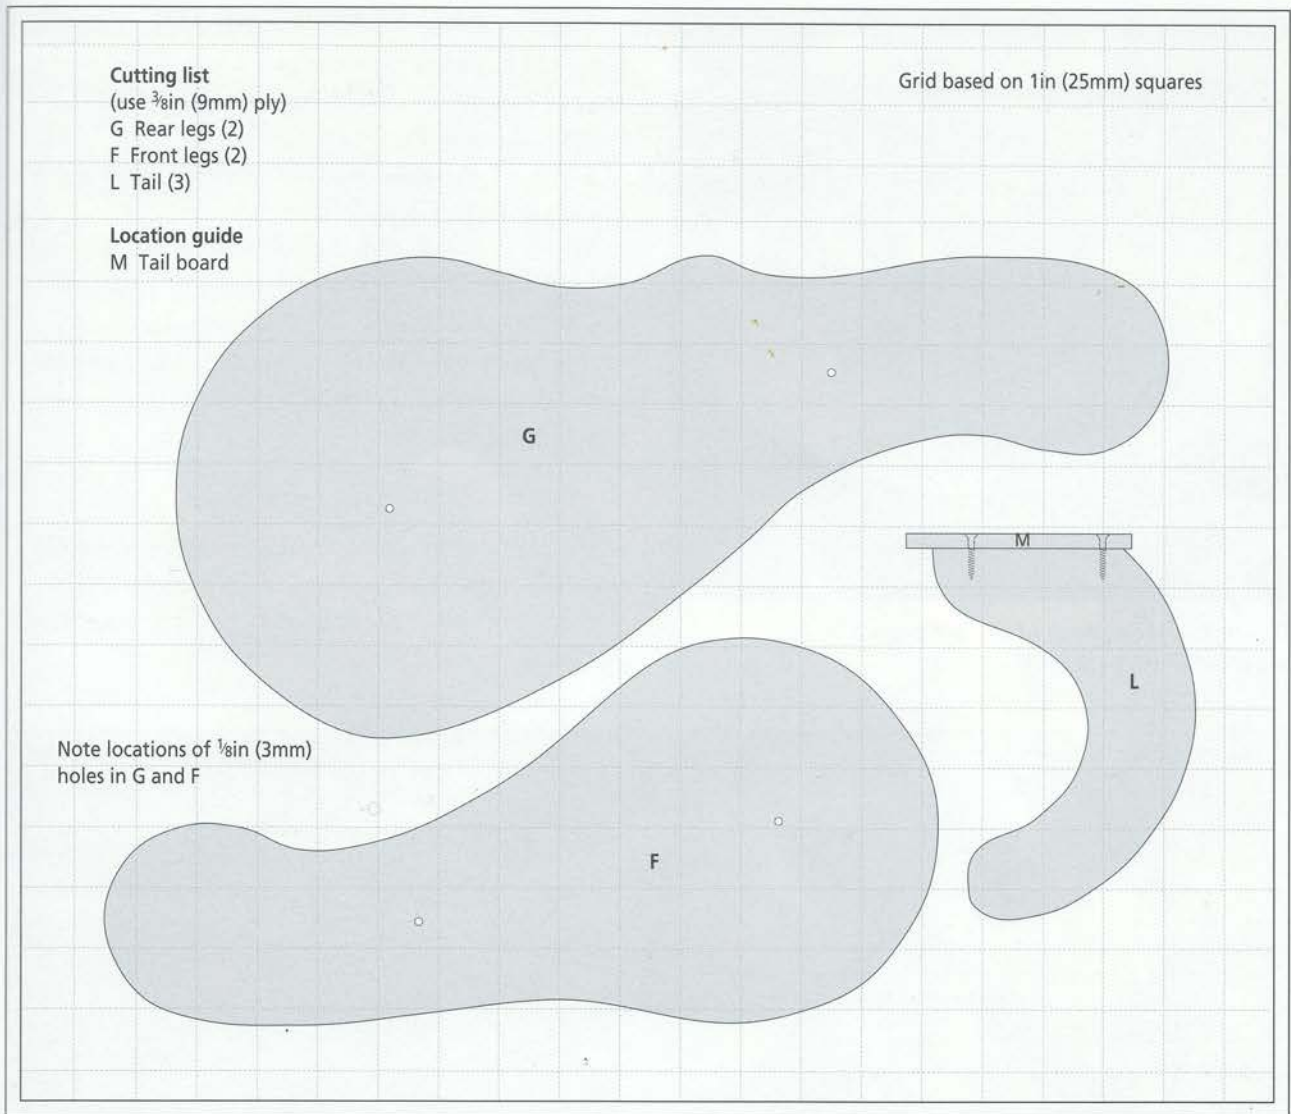 Cutting list
(use ⅜in (9mm) ply)
G Rear legs (2)
F Front legs (2)
L Tail (3)
Location guide
M Tail board
Grid based on 1in (25mm) squares
G
M
L
Note locations of ⅛in (3mm)
holes in G and F
F